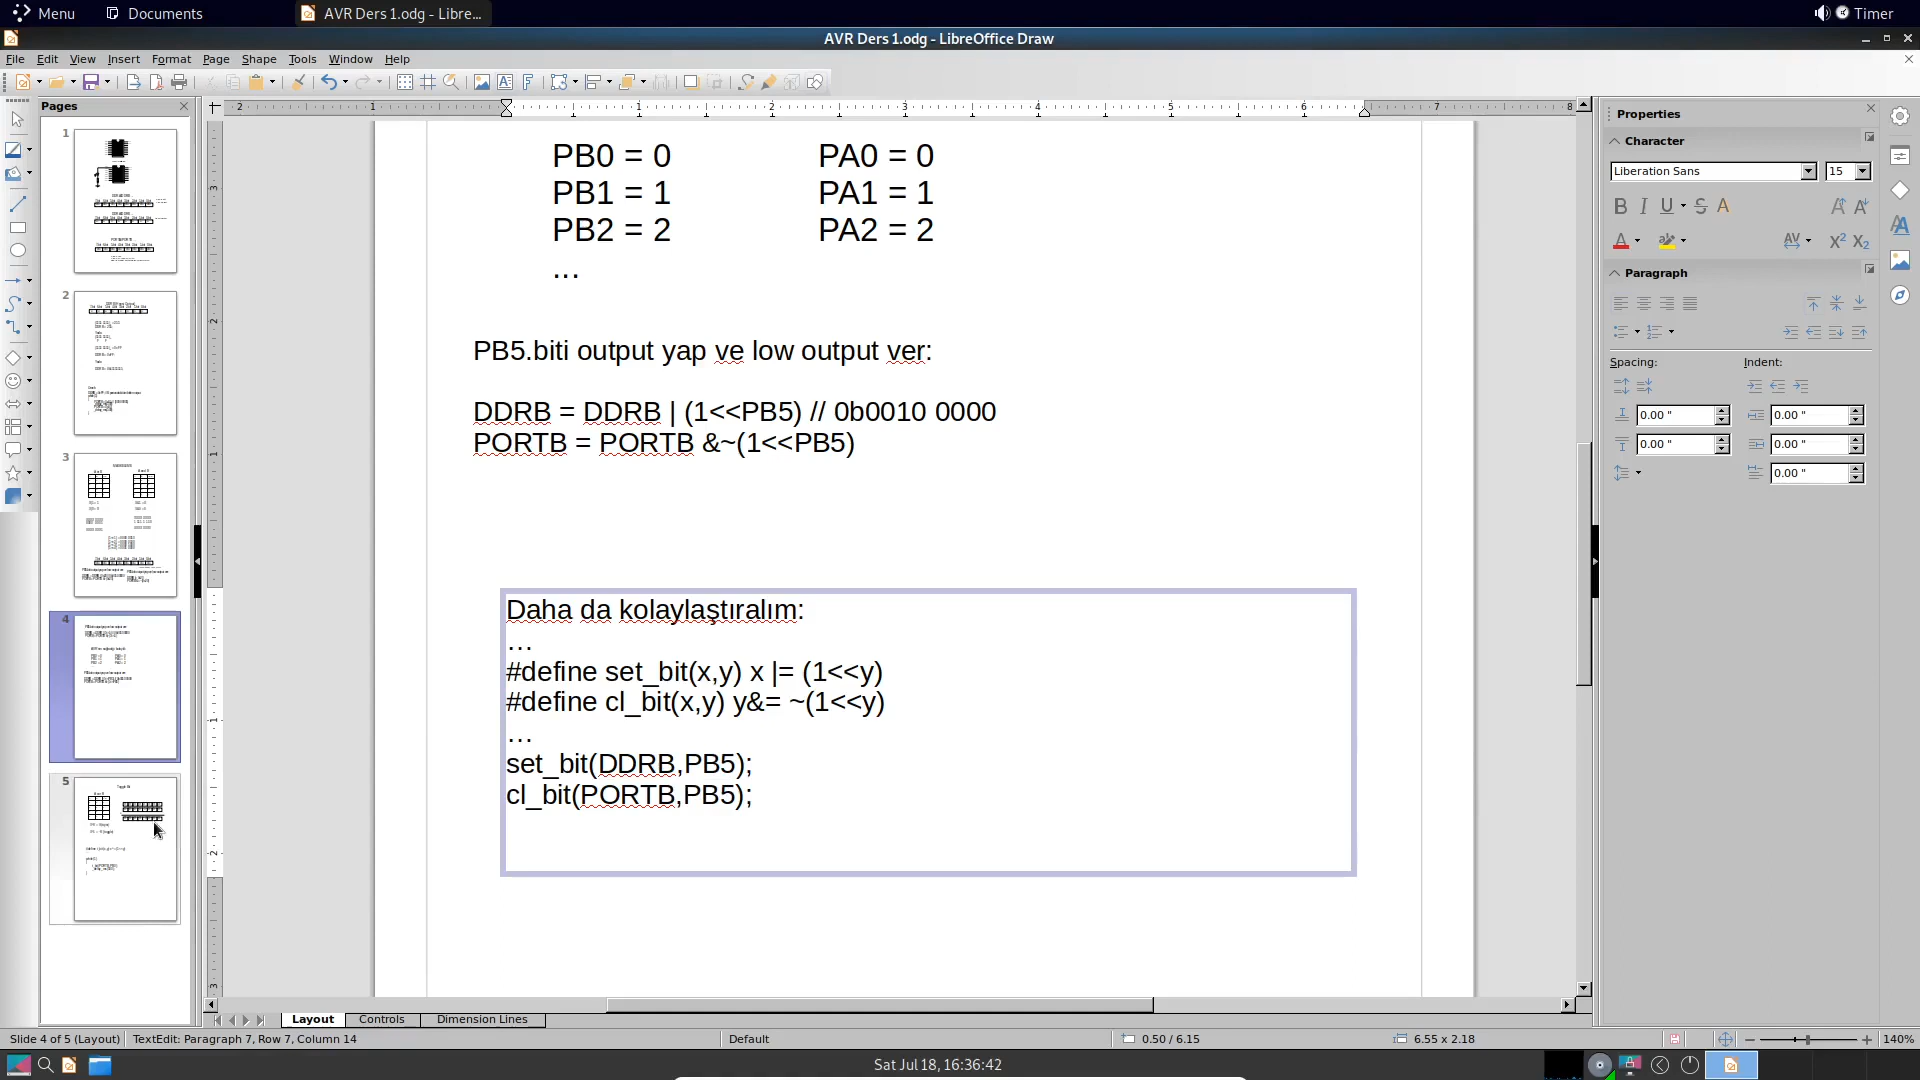 Menu
Documents
AVR Ders 1.odg - Libre...
Timer
AVR Ders 1.odg - LibreOffice Draw
File Edit View Insert Format Page Shape Tools Window Help
Pages
Properties
Character
Liberation Sans
15
Paragraph
Spacing:
Indent:
0.00 "
0.00 "
0.00 "
0.00 "
0.00 "
1
2
3
4
5
PB0 = 0
PB1 = 1
PB2 = 2
...
PA0 = 0
PA1 = 1
PA2 = 2
PB5.biti output yap ve low output ver:
DDRB = DDRB | (1<<PB5) // 0b0010 0000
PORTB = PORTB &~(1<<PB5)
Daha da kolaylaştıralım:
...
#define set_bit(x,y) x |= (1<<y)
#define cl_bit(x,y) y&= ~(1<<y)
...
set_bit(DDRB,PB5);
cl_bit(PORTB,PB5);
Layout Controls Dimension Lines
Slide 4 of 5 (Layout)
TextEdit: Paragraph 7, Row 7, Column 14
Default
0.50 / 6.15
6.55 x 2.18
140%
Sat Jul 18, 16:36:42